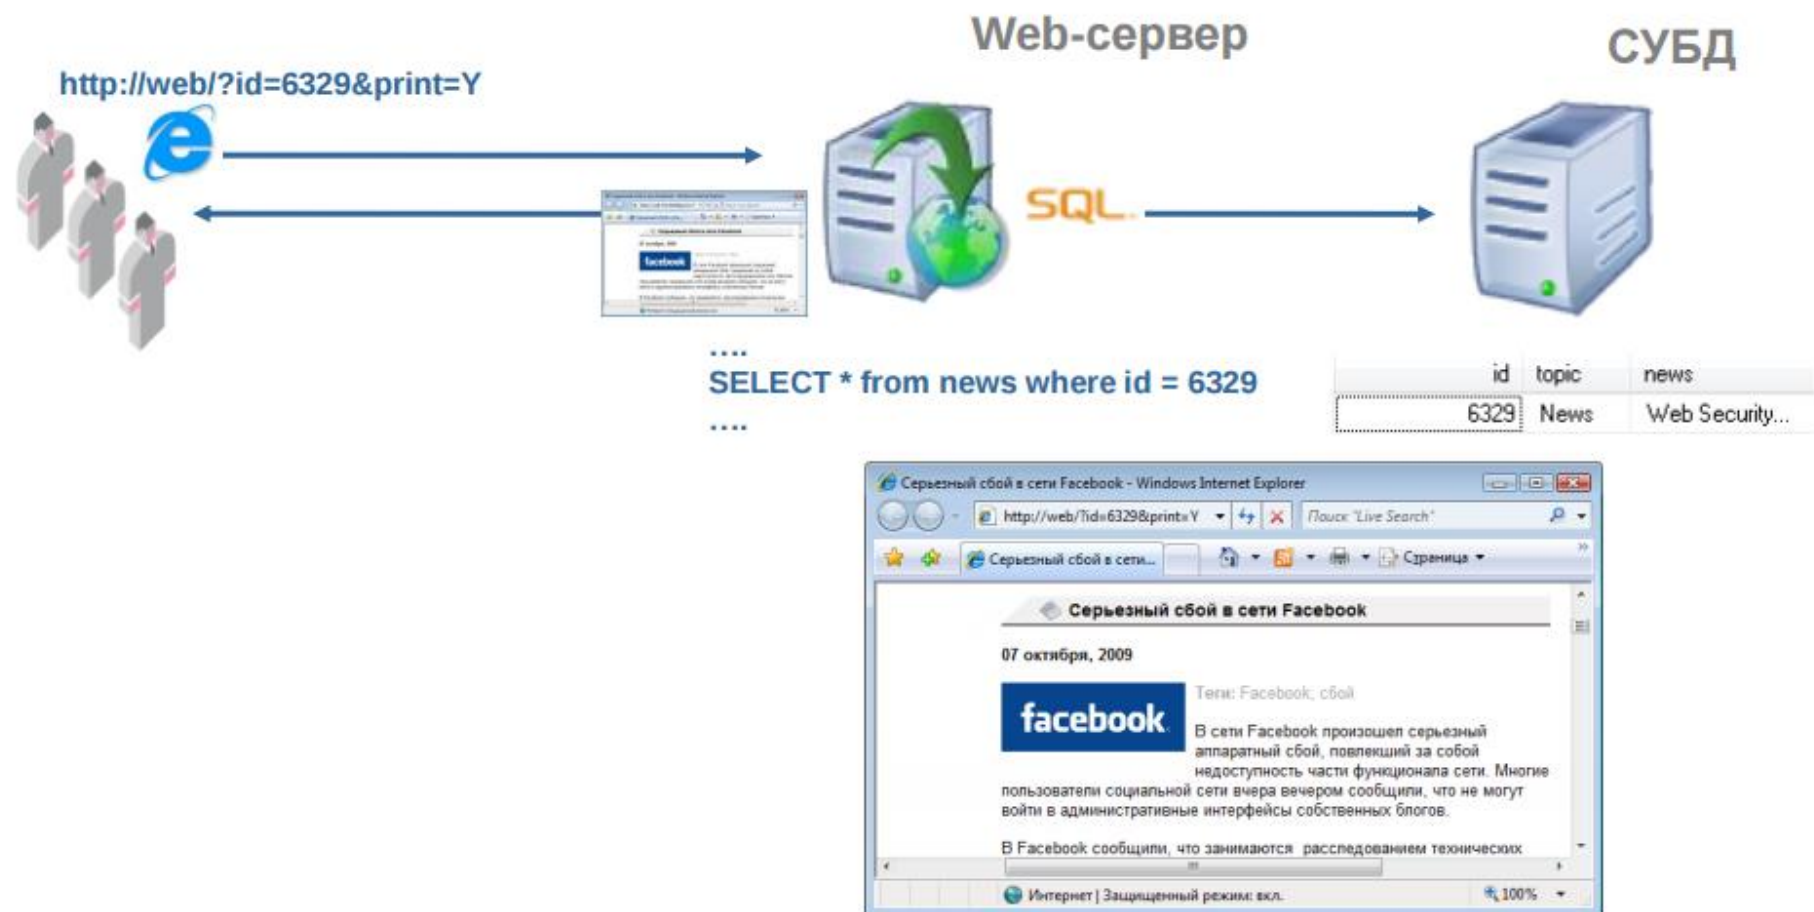 Web-сервер
СУБД
http://web/?id=6329&print=Y
SQL
facebook
....
SELECT * from news where id = 6329
....
id topic news
6329 News Web Security...
Серьезный сбой в сети Facebook - Windows Internet Explorer
http://web/?id=6329&print=Y
Поиск "Live Search"
Серьезный сбой в сети...
Страница
Серьезный сбой в сети Facebook
07 октября, 2009
facebook
Теги: Facebook; сбой
В сети Facebook произошел серьезный
аппаратный сбой, повлекший за собой
недоступность части функционала сети. Многие
пользователи социальной сети вчера вечером сообщили, что не могут
войти в административные интерфейсы собственных блогов.
В Facebook сообщили, что занимаются расследованием технических
Интернет | Защищенный режим: вкл.
100%